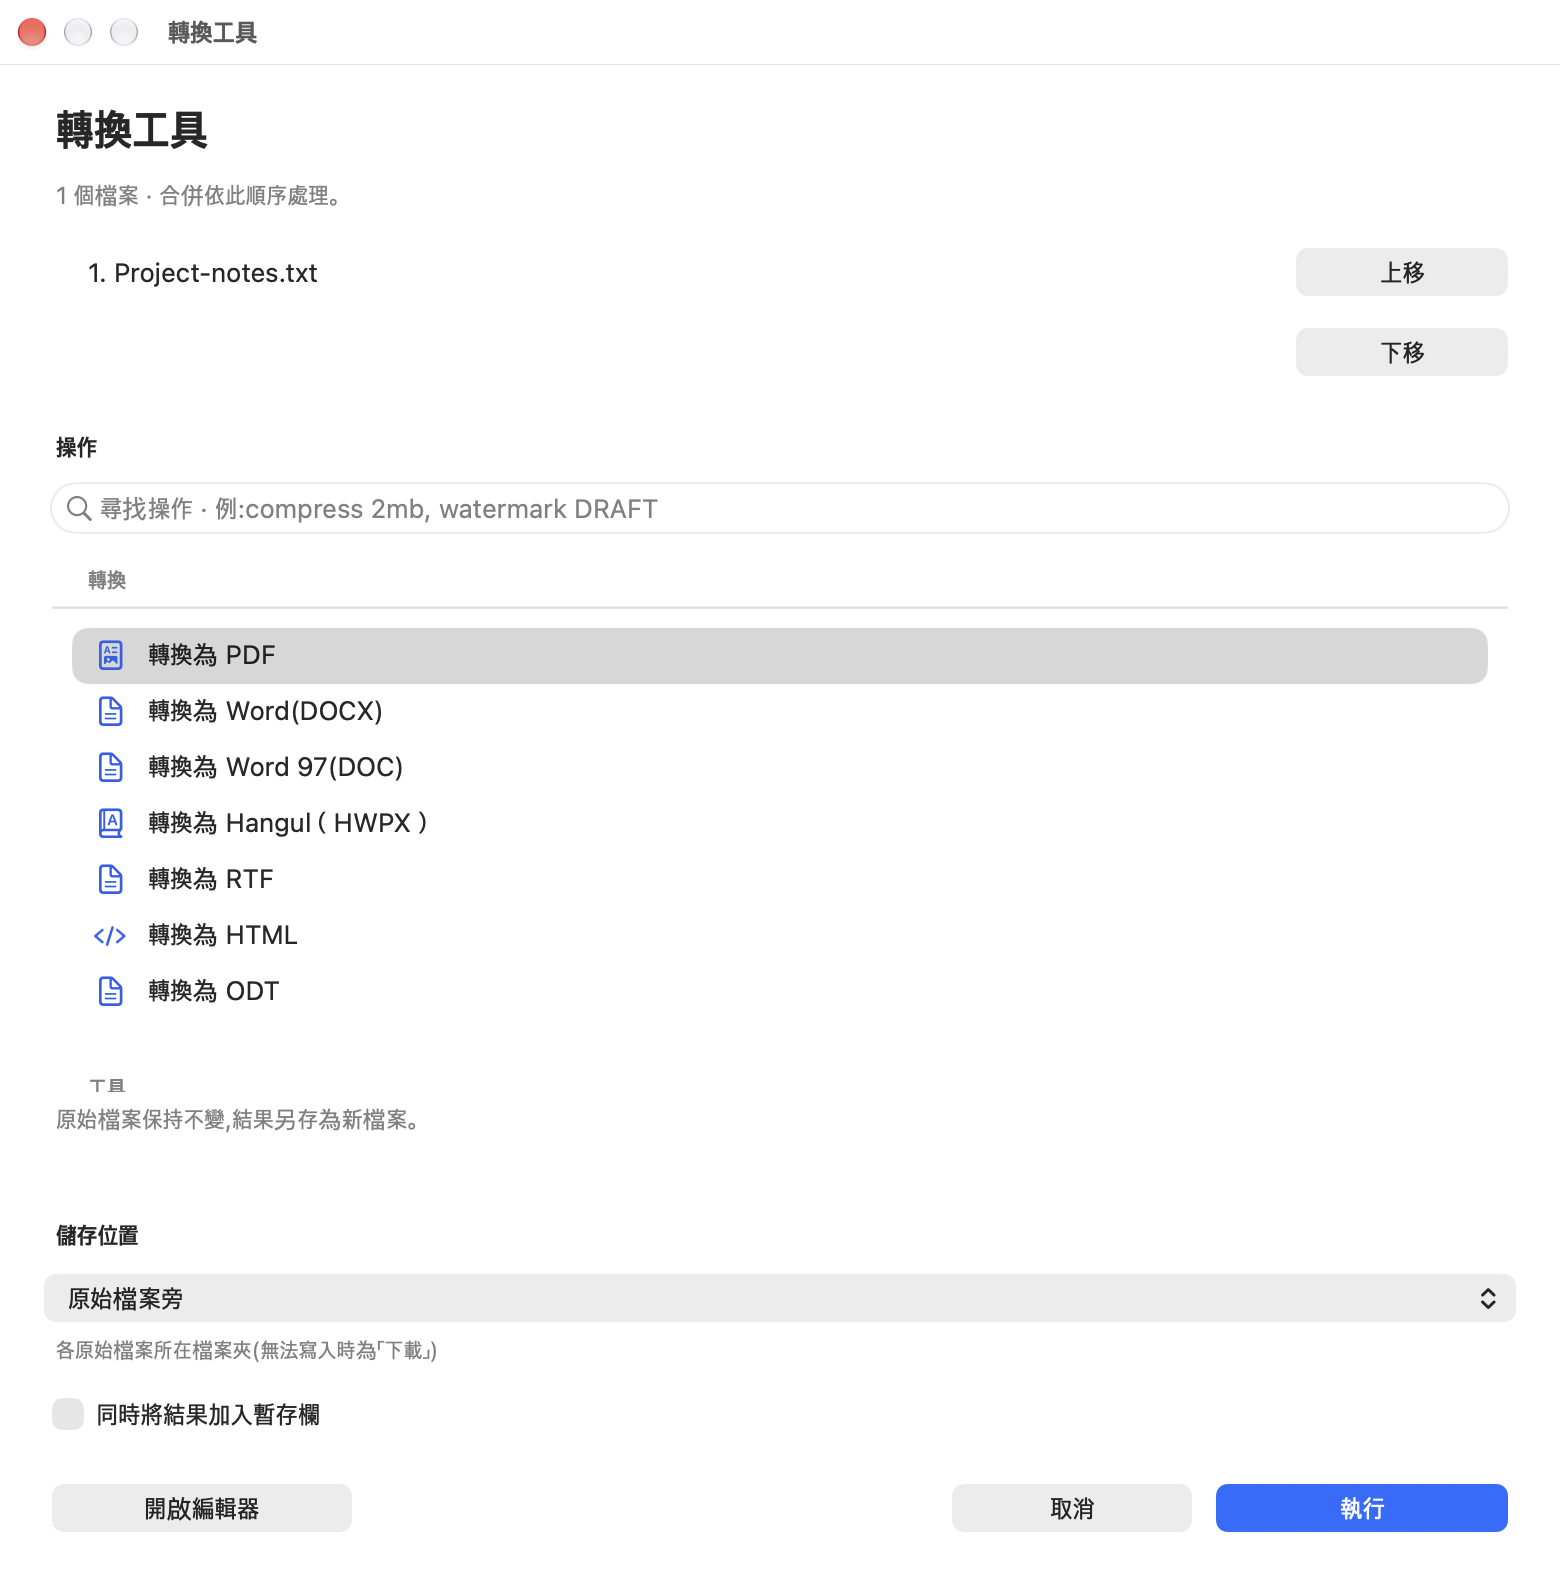 轉換工具
轉換工具
1 個檔案 · 合併依此順序處理。
1. Project-notes.txt
上移
下移
操作
尋找操作 · 例:compress 2mb, watermark DRAFT
轉換
轉換為 PDF
轉換為 Word(DOCX)
轉換為 Word 97(DOC)
轉換為 Hangul（HWPX）
轉換為 RTF
轉換為 HTML
轉換為 ODT
工具
原始檔案保持不變,結果另存為新檔案。
儲存位置
原始檔案旁
各原始檔案所在檔案夾(無法寫入時為「下載」)
同時將結果加入暫存欄
開啟編輯器
取消
執行